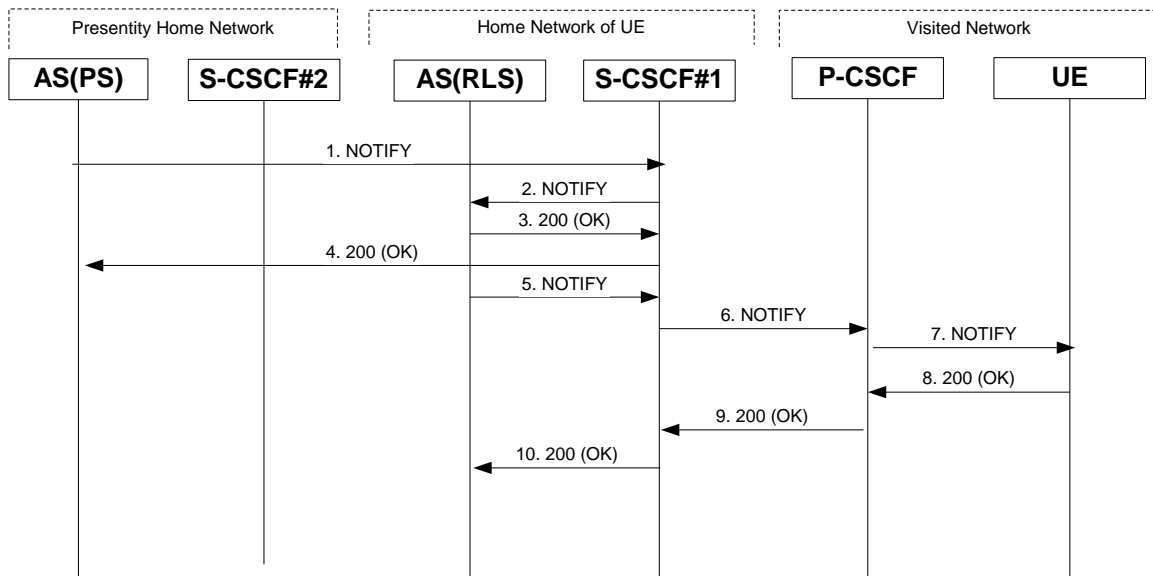 Presentity Home Network
Home Network of UE
Visited Network
AS(PS)
S-CSCF#2
AS(RLS)
S-CSCF#1
P-CSCF
UE
1. NOTIFY
2. NOTIFY
3. 200 (OK)
4. 200 (OK)
5. NOTIFY
6. NOTIFY
7. NOTIFY
8. 200 (OK)
9. 200 (OK)
10. 200 (OK)